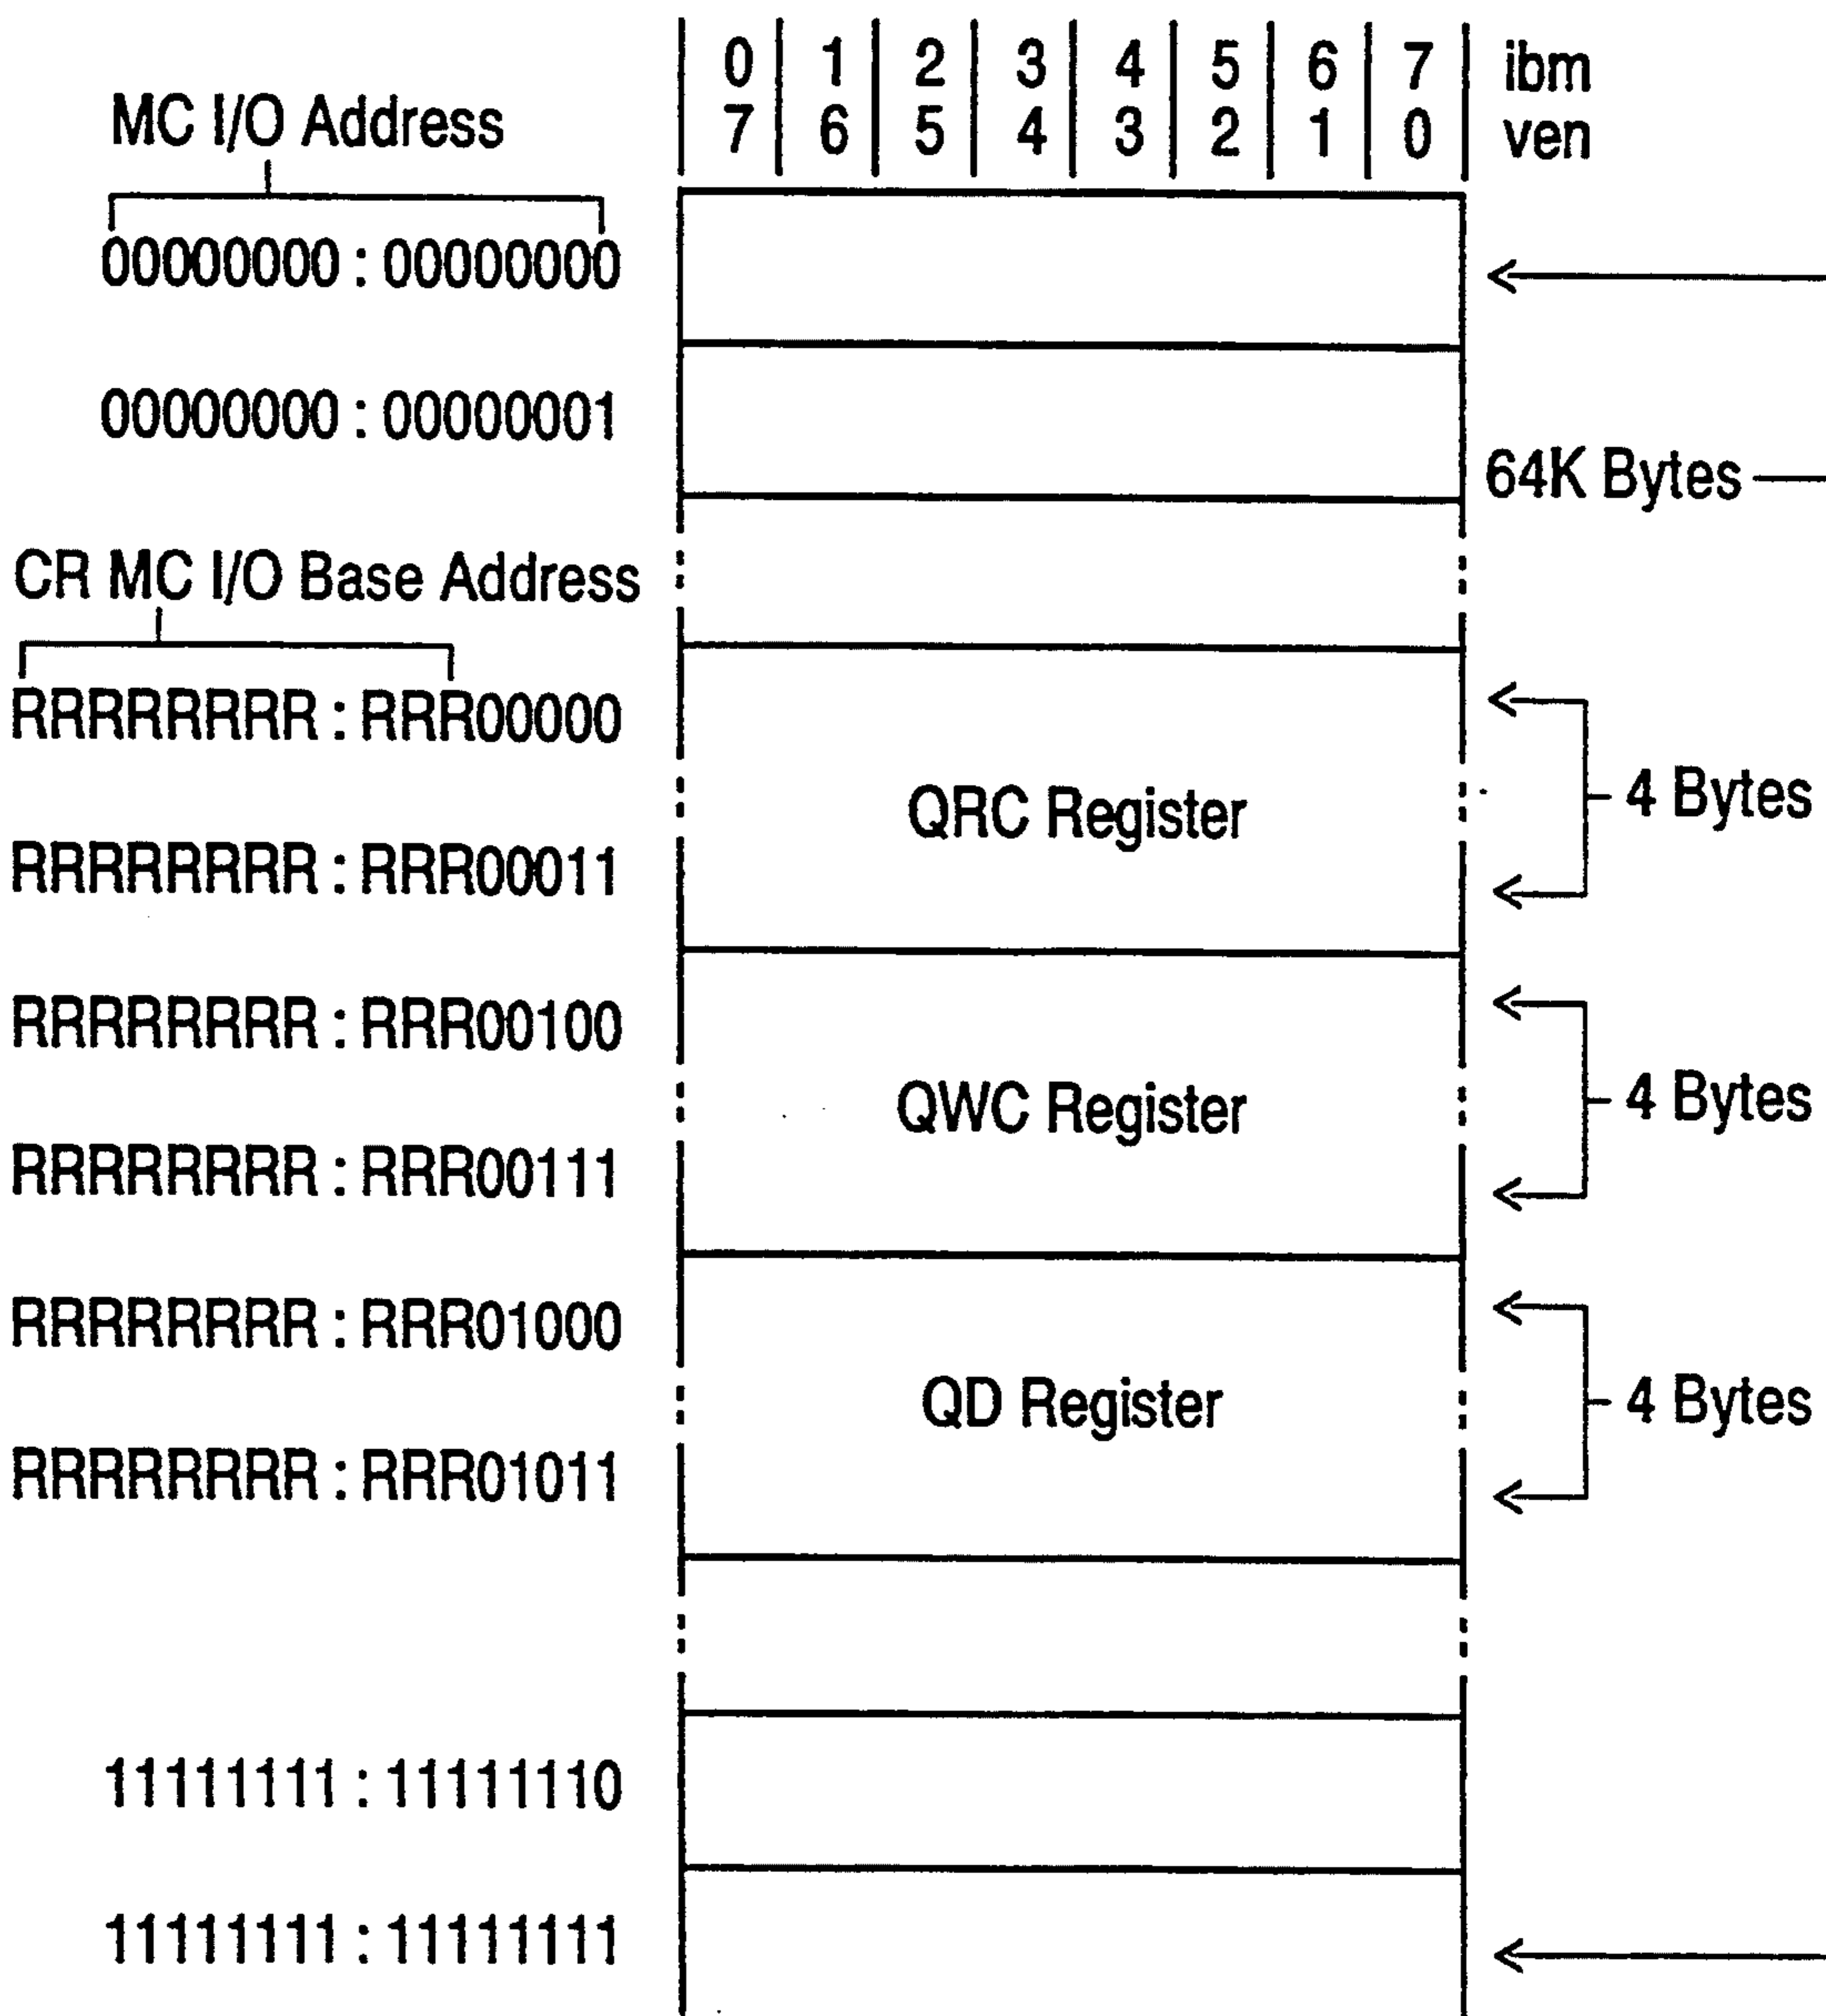 0 1 2 3 4 5 6 7 ibm
7 6 5 4 3 2 1 0 ven
MC I/O Address
00000000 : 00000000
00000000 : 00000001
64K Bytes
CR MC I/O Base Address
RRRRRRRR : RRR00000
QRC Register
4 Bytes
RRRRRRRR : RRR00011
RRRRRRRR : RRR00100
QWC Register
4 Bytes
RRRRRRRR : RRR00111
RRRRRRRR : RRR01000
QD Register
4 Bytes
RRRRRRRR : RRR01011
11111111 : 11111110
11111111 : 11111111